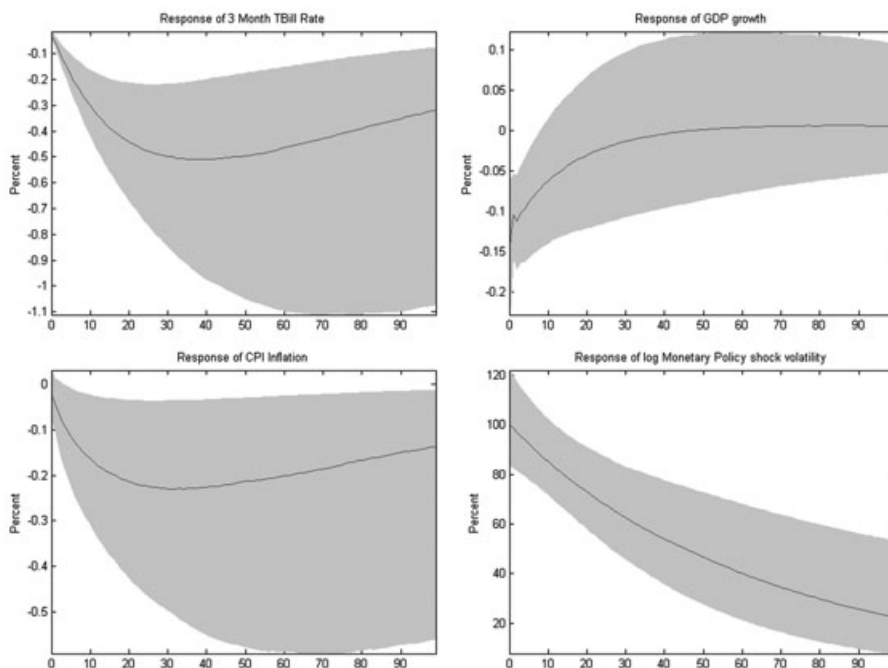 Response of 3 Month TBill Rate
Percent
-0.1
-0.2
-0.3
-0.4
-0.5
-0.6
-0.7
-0.8
-0.9
-1
-1.1
0 10 20 30 40 50 60 70 80 90
Response of GDP growth
Percent
0.1
0.05
0
-0.05
-0.1
-0.15
-0.2
0 10 20 30 40 50 60 70 80 90
Response of CPI Inflation
Percent
0
-0.1
-0.2
-0.3
-0.4
-0.5
0 10 20 30 40 50 60 70 80 90
Response of log Monetary Policy shock volatility
Percent
120
100
80
60
40
20
0 10 20 30 40 50 60 70 80 90